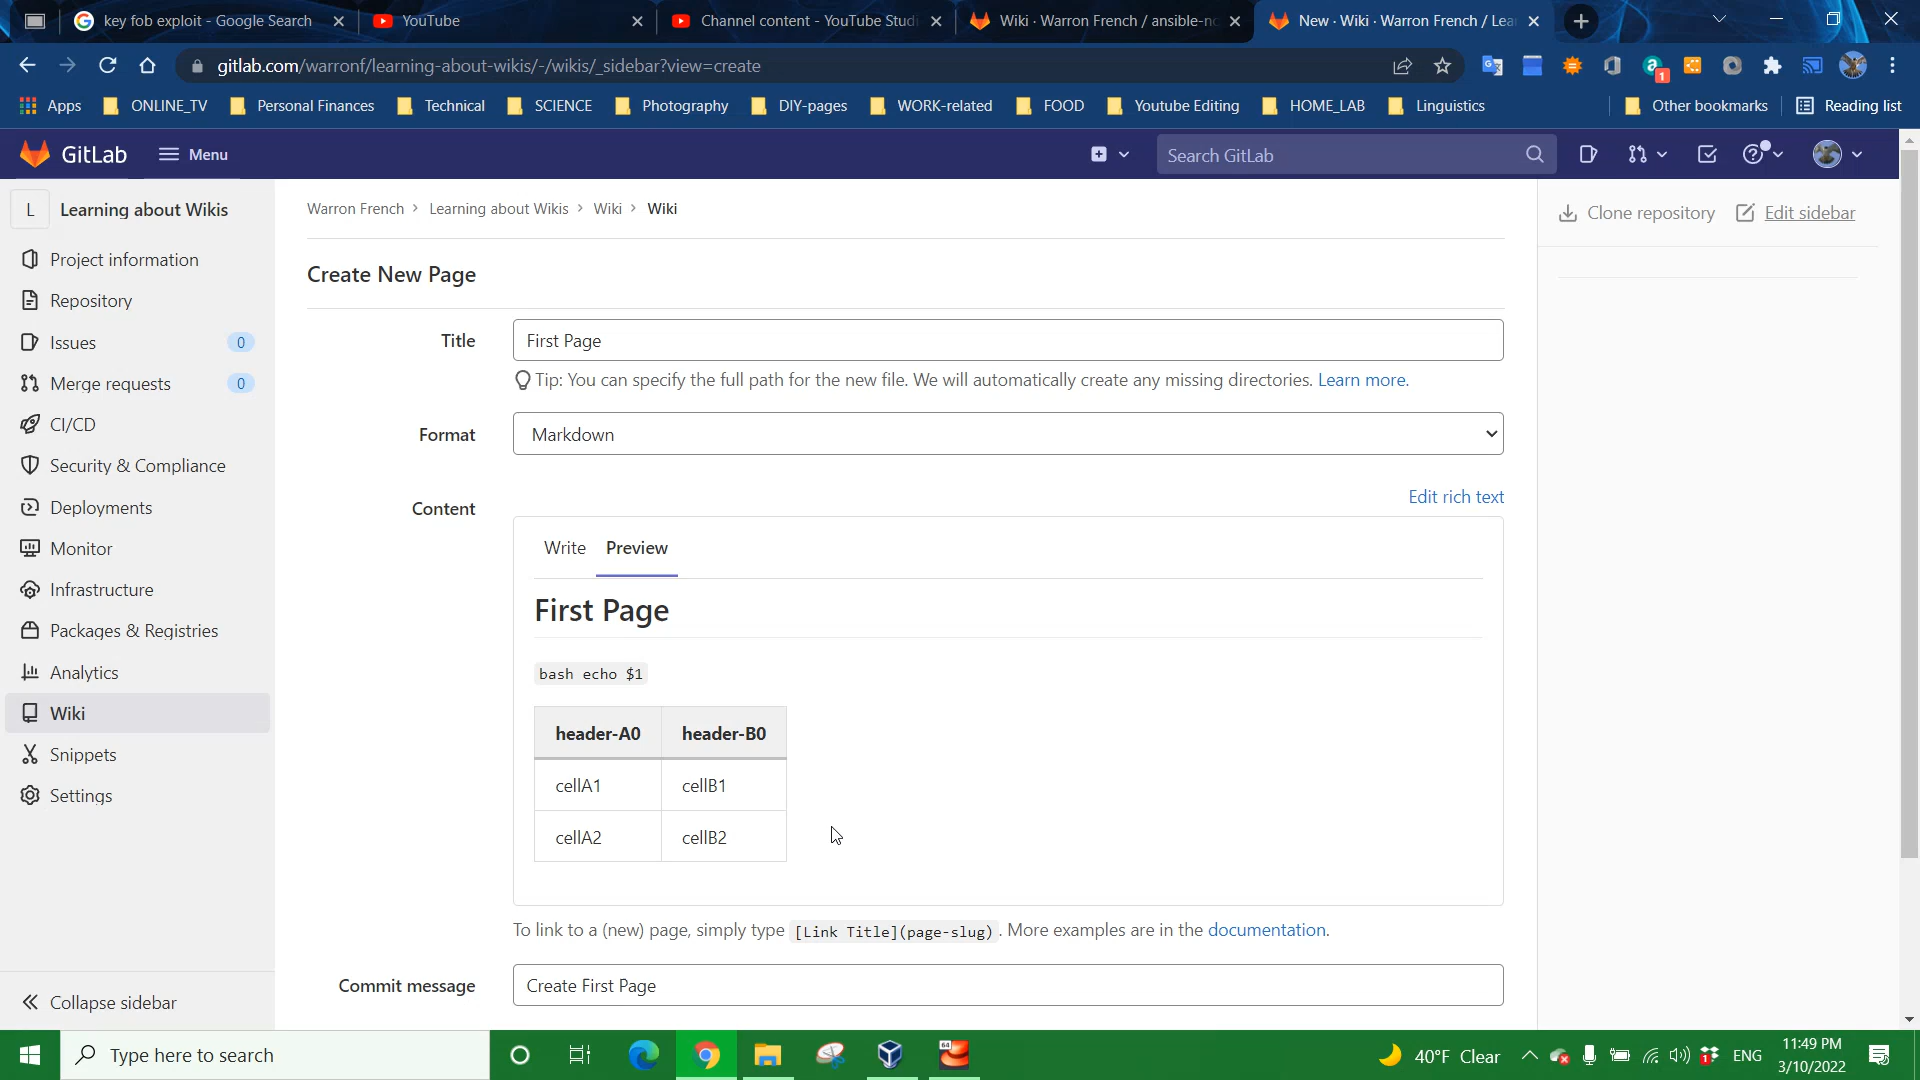 key fob exploit - Google Search
YouTube
Channel content - YouTube Studi
Wiki · Warron French / ansible-no
New · Wiki · Warron French / Lear
gitlab.com/warronf/learning-about-wikis/-/wikis/_sidebar?view=create
1
Apps
ONLINE_TV
Personal Finances
Technical
SCIENCE
Photography
DIY-pages
WORK-related
FOOD
Youtube Editing
HOME_LAB
Linguistics
Other bookmarks
Reading list
GitLab
Menu
Search GitLab
L Learning about Wikis
Project information
Repository
Issues 0
Merge requests 0
CI/CD
Security & Compliance
Deployments
Monitor
Infrastructure
Packages & Registries
Analytics
Wiki
Snippets
Settings
Collapse sidebar
Warron French > Learning about Wikis > Wiki > Wiki
Clone repository
Edit sidebar
Create New Page
Title
First Page
Tip: You can specify the full path for the new file. We will automatically create any missing directories. Learn more.
Format
Markdown
Edit rich text
Content
Write Preview
First Page
bash echo $1
header-A0 header-B0
cellA1 cellB1
cellA2 cellB2
To link to a (new) page, simply type [Link Title](page-slug). More examples are in the documentation.
Commit message
Create First Page
Type here to search
64
40°F Clear
1
ENG
11:49 PM
3/10/2022